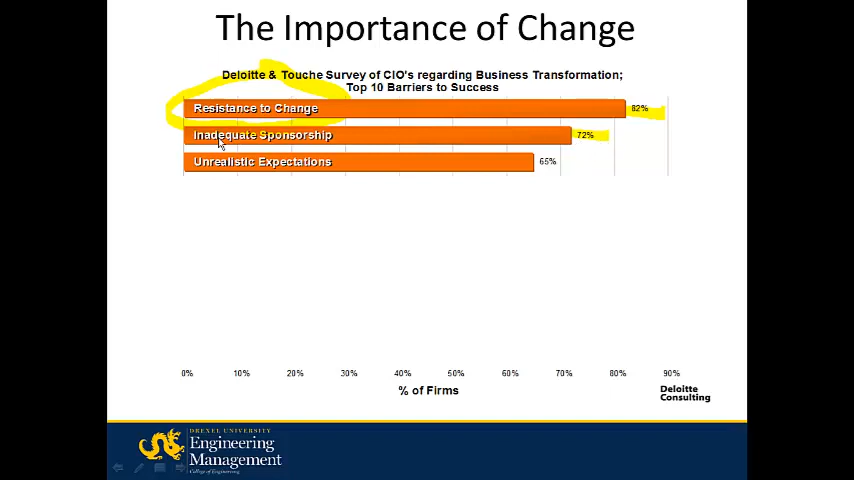 The Importance of Change
Deloitte & Touche Survey of CIO's regarding Business Transformation;
Top 10 Barriers to Success
Resistance to Change 82%
Inadequate Sponsorship 72%
Unrealistic Expectations 65%
0% 10% 20% 30% 40% 50% 60% 70% 80% 90%
% of Firms
Deloitte
Consulting
DREXEL UNIVERSITY
Engineering
Management
College of Engineering